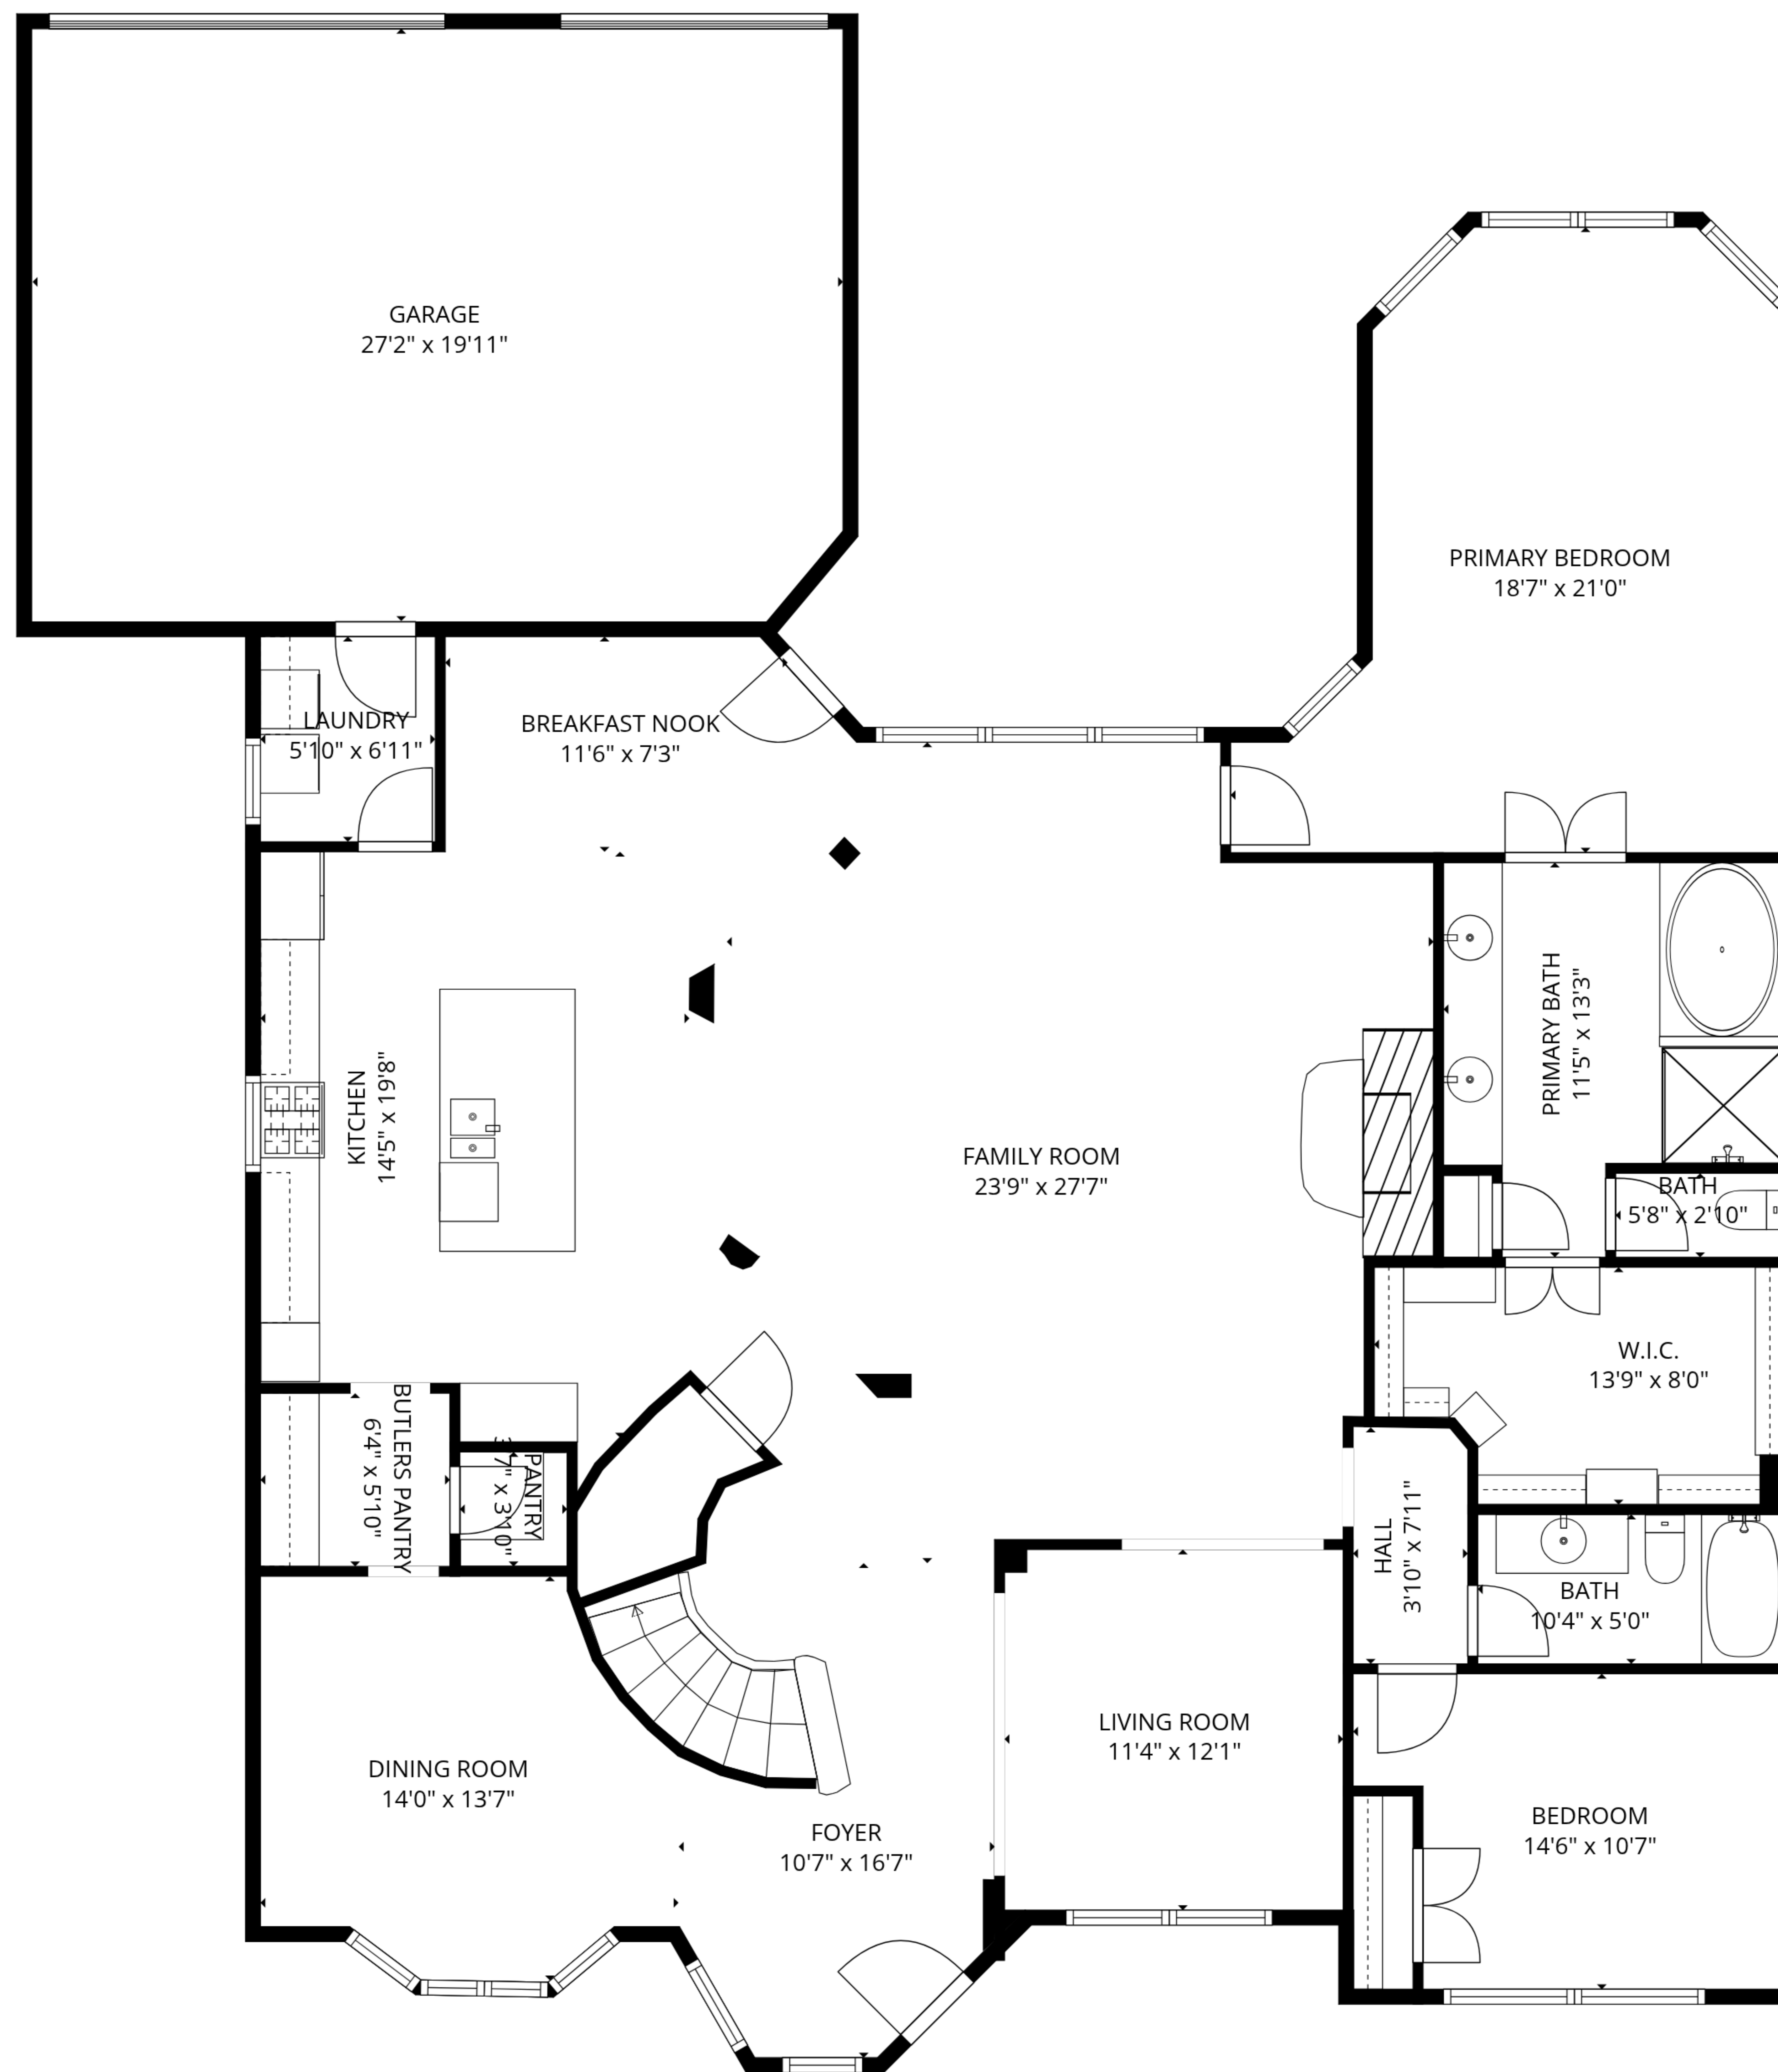 GARAGE
27'2" x 19'11"
PRIMARY BEDROOM
18'7" x 21'0"
LAUNDRY
5'10" x 6'11"
BREAKFAST NOOK
11'6" x 7'3"
PRIMARY BATH
11'5" x 13'3"
KITCHEN
14'5" x 19'8"
FAMILY ROOM
23'9" x 27'7"
BATH
5'8" x 2'10"
W.I.C.
13'9" x 8'0"
BUTLERS PANTRY
6'4" x 5'10"
PANTRY
3'7" x 3'10"
HALL
3'10" x 7'11"
BATH
10'4" x 5'0"
LIVING ROOM
11'4" x 12'1"
DINING ROOM
14'0" x 13'7"
FOYER
10'7" x 16'7"
BEDROOM
14'6" x 10'7"